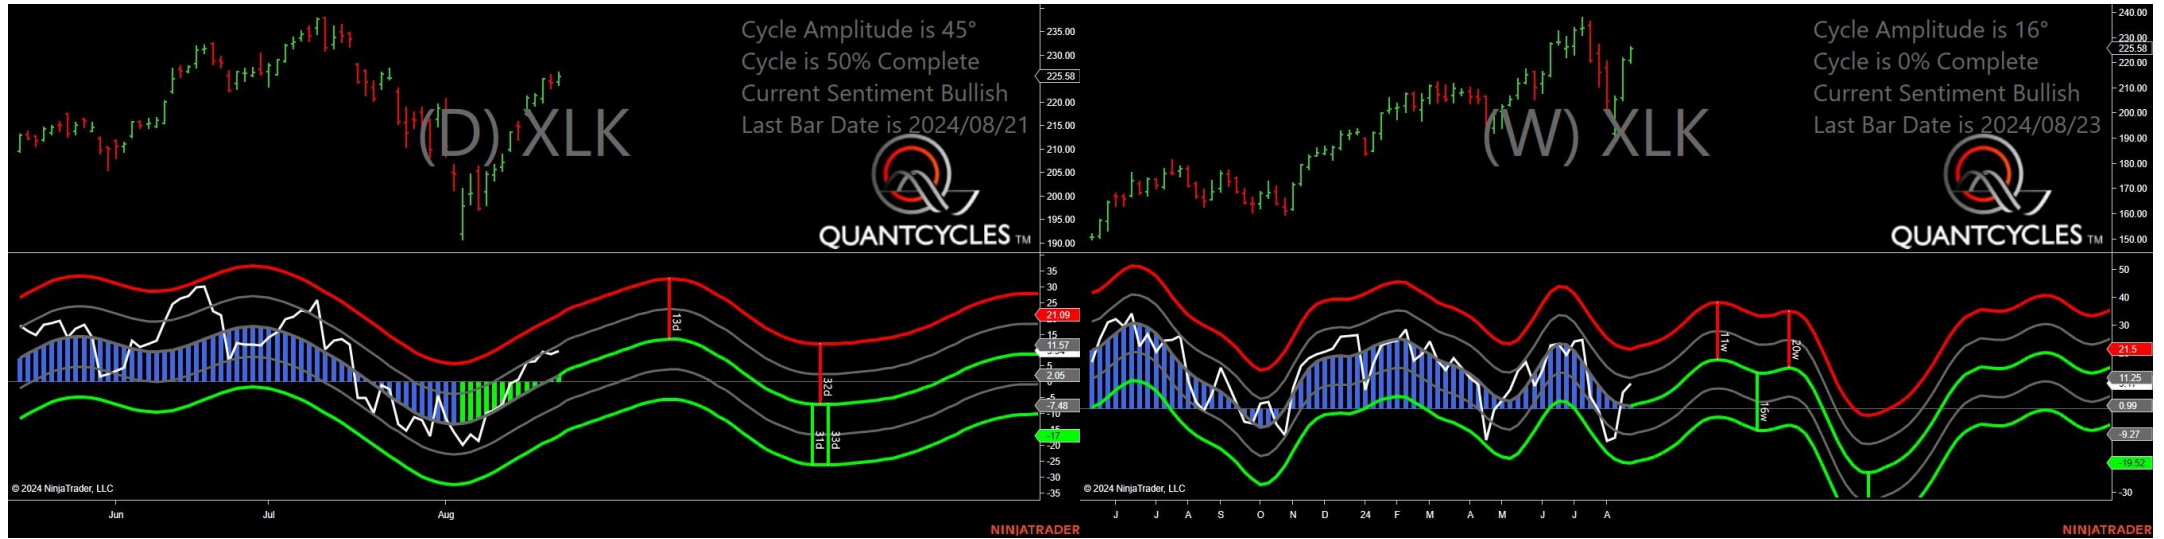 Cycle Amplitude is 45°
Cycle is 50% Complete
Current Sentiment Bullish
Last Bar Date is 2024/08/21
(D) XLK
QUANTCYCLES TM
235.00
230.00
225.58
220.00
215.00
210.00
205.00
200.00
195.00
190.00
35
30
25
21.09
15
11.57
5
2.05
-5
-7.48
-10
-17
-20
-25
-30
-35
13d
32d
31d
33d
© 2024 NinjaTrader, LLC
Jun
Jul
Aug
NINJATRADER
Cycle Amplitude is 16°
Cycle is 0% Complete
Current Sentiment Bullish
Last Bar Date is 2024/08/23
(W) XLK
QUANTCYCLES TM
240.00
230.00
225.58
220.00
210.00
200.00
190.00
180.00
170.00
160.00
150.00
50
40
30
21.5
11.25
0.99
-9.27
-19.52
-30
11w
20w
16w
© 2024 NinjaTrader, LLC
J J A S O N D 24 F M A M J J A
NINJATRADER